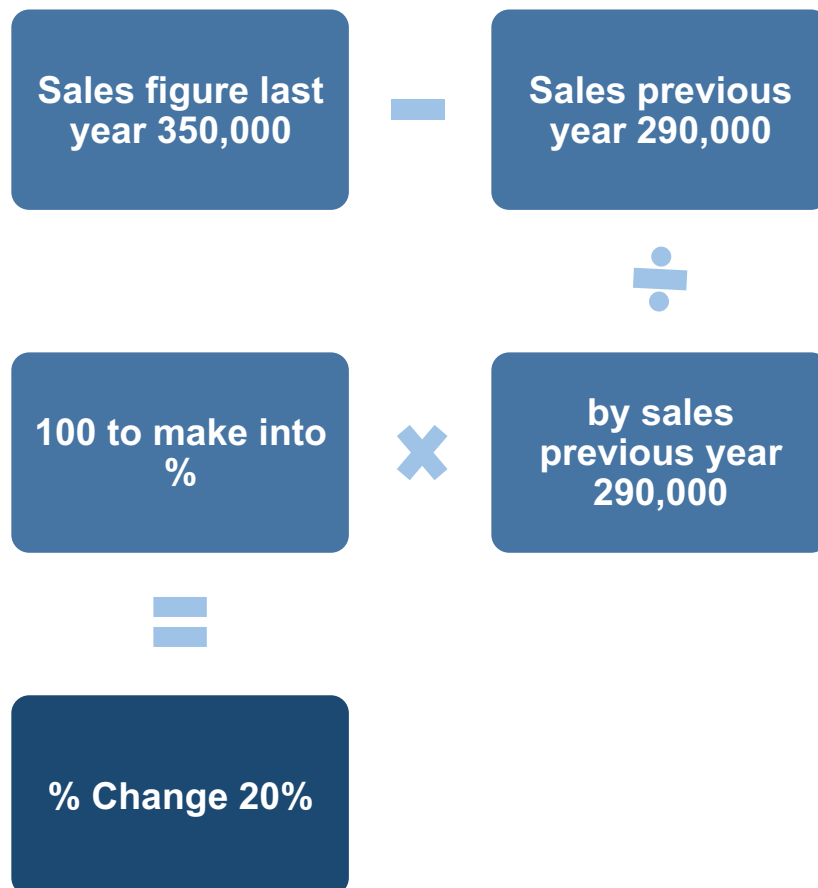 Sales figure last
year 350,000
Sales previous
year 290,000
by sales
previous year
290,000
100 to make into
%
% Change 20%